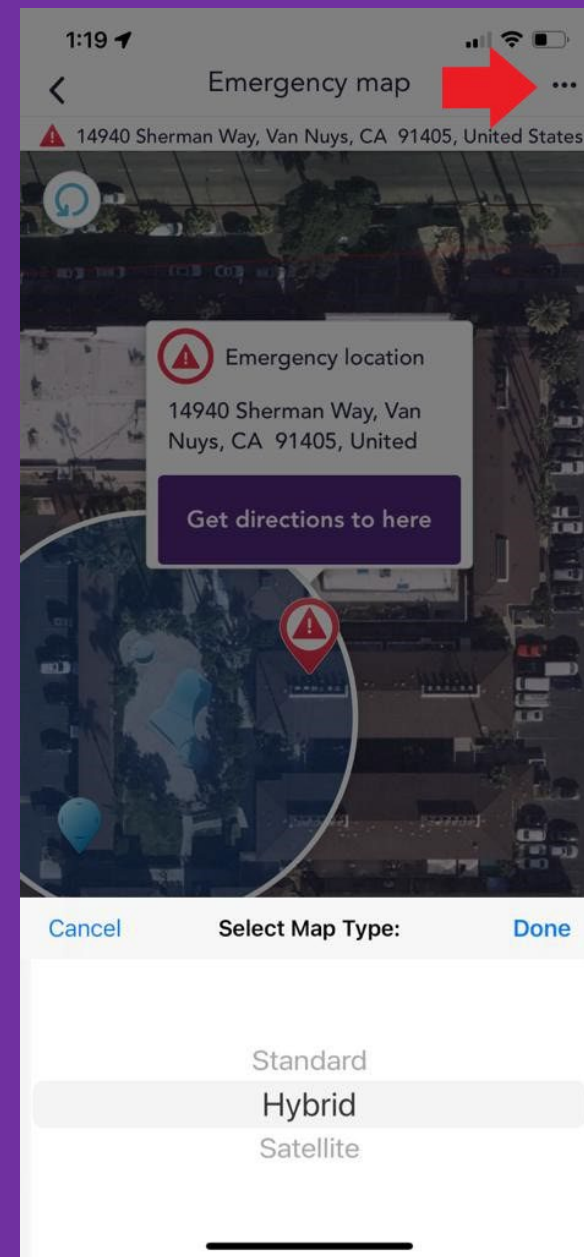 1:19
Emergency map
14940 Sherman Way, Van Nuys, CA 91405, United States
Emergency location
14940 Sherman Way, Van
Nuys, CA 91405, United
Get directions to here
Cancel Select Map Type: Done
Standard
Hybrid
Satellite